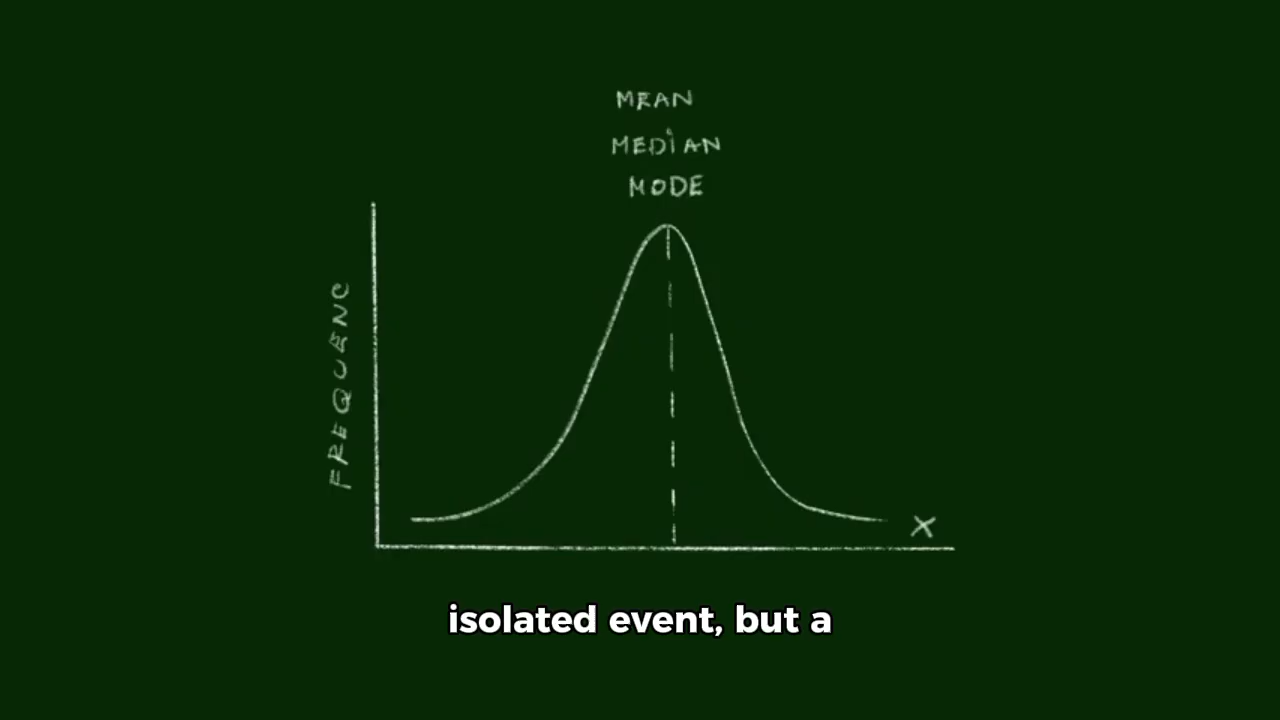 MEAN
MEDIAN
MODE
FREQUENC
X
isolated event, but a